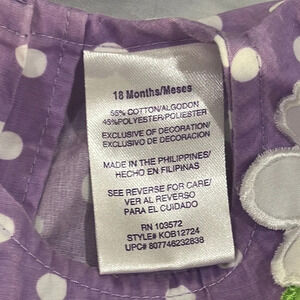 18 Months/Meses
55% COTTON/ALGODON
45%POLYESTER/POLIESTER
EXCLUSIVE OF DECORATION/
EXCLUSIVO DE DECORACION
MADE IN THE PHILIPPINES/
HECHO EN FILIPINAS
SEE REVERSE FOR CARE/
VER AL REVERSO
PARA EL CUIDADO
RN 103572
STYLE# KOB12724
UPC# 807746232838